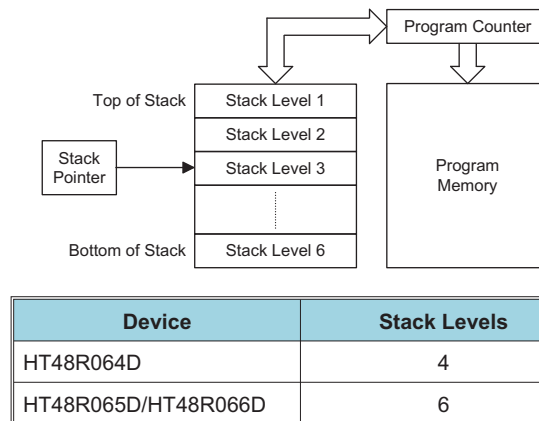 Program Counter
Top of Stack
Stack Level 1
Stack Level 2
Stack
Pointer
Stack Level 3
Program
Memory
Bottom of Stack
Stack Level 6
Device Stack Levels
HT48R064D 4
HT48R065D/HT48R066D 6